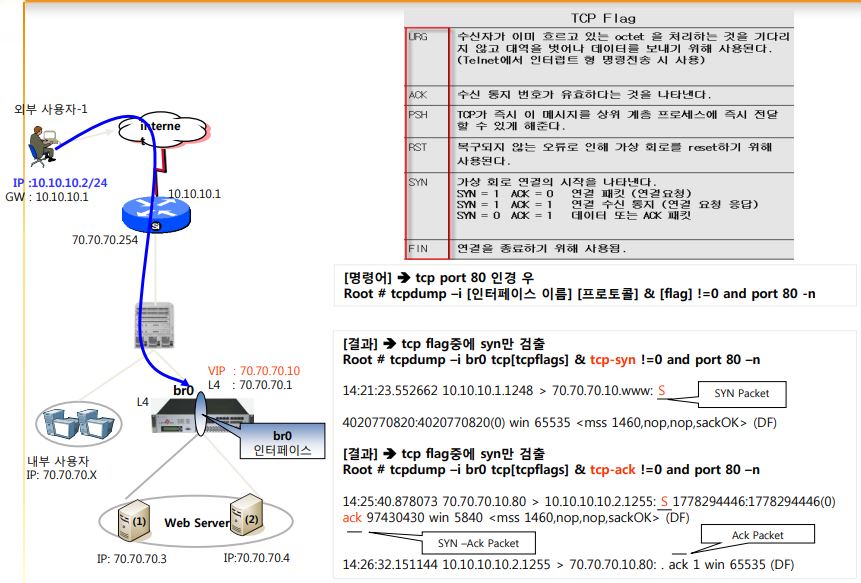 TCP Flag
URG 수신자가 이미 흐르고 있는 octet 을 처리하는 것을 기다리
지 않고 대역을 벗어나 데이터를 보내기 위해 사용된다.
(Telnet에서 인터럽트 형 명령전송 시 사용)
ACK 수신 통지 번호가 유효하다는 것을 나타낸다.
PSH TCP가 즉시 이 메시지를 상위 계층 프로세스에 즉시 전달
할 수 있게 해준다.
RST 복구되지 않는 오류로 인해 가상 회로를 reset하기 위해
사용된다.
SYN 가상 회로 연결의 시작을 나타낸다.
SYN = 1 ACK = 0 연결 패킷 (연결요청)
SYN = 1 ACK = 1 연결 수신 통지 (연결 요청 응답)
SYN = 0 ACK = 1 데이터 또는 ACK 패킷
FIN 연결을 종료하기 위해 사용됨.
외부 사용자-1
interne
t
IP :10.10.10.2/24
GW : 10.10.10.1
10.10.10.1
Si
70.70.70.254
VIP : 70.70.70.10
L4 : 70.70.70.1
br0
L4
br0
인터페이스
내부 사용자
IP: 70.70.70.X
(1)
Web Server
(2)
IP: 70.70.70.3
IP:70.70.70.4
[명령어] ➔ tcp port 80 인경 우
Root # tcpdump –i [인터페이스 이름] [프로토콜] & [flag] !=0 and port 80 -n
[결과] ➔ tcp flag중에 syn만 검출
Root # tcpdump –i br0 tcp[tcpflags] & tcp-syn !=0 and port 80 –n
14:21:23.552662 10.10.10.1.1248 > 70.70.70.10.www: S
SYN Packet
4020770820:4020770820(0) win 65535 <mss 1460,nop,nop,sackOK> (DF)
[결과] ➔ tcp flag중에 syn만 검출
Root # tcpdump –i br0 tcp[tcpflags] & tcp-ack !=0 and port 80 –n
14:25:40.878073 70.70.70.10.80 > 10.10.10.10.2.1255: S 1778294446:1778294446(0)
ack 97430430 win 5840 <mss 1460,nop,nop,sackOK> (DF)
SYN –Ack Packet
Ack Packet
14:26:32.151144 10.10.10.10.2.1255 > 70.70.70.10.80: . ack 1 win 65535 (DF)